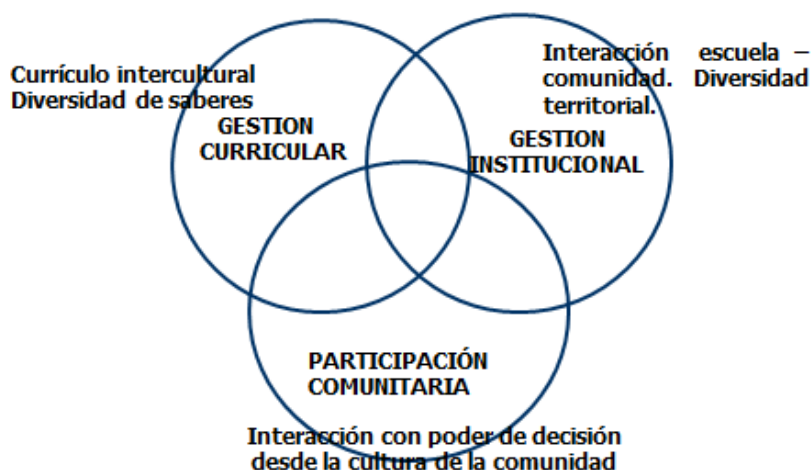 Currículo intercultural
Diversidad de saberes
GESTION
CURRICULAR
Interacción escuela –
comunidad. Diversidad
territorial.
GESTION
INSTITUCIONAL
PARTICIPACIÓN
COMUNITARIA
Interacción con poder de decisión
desde la cultura de la comunidad